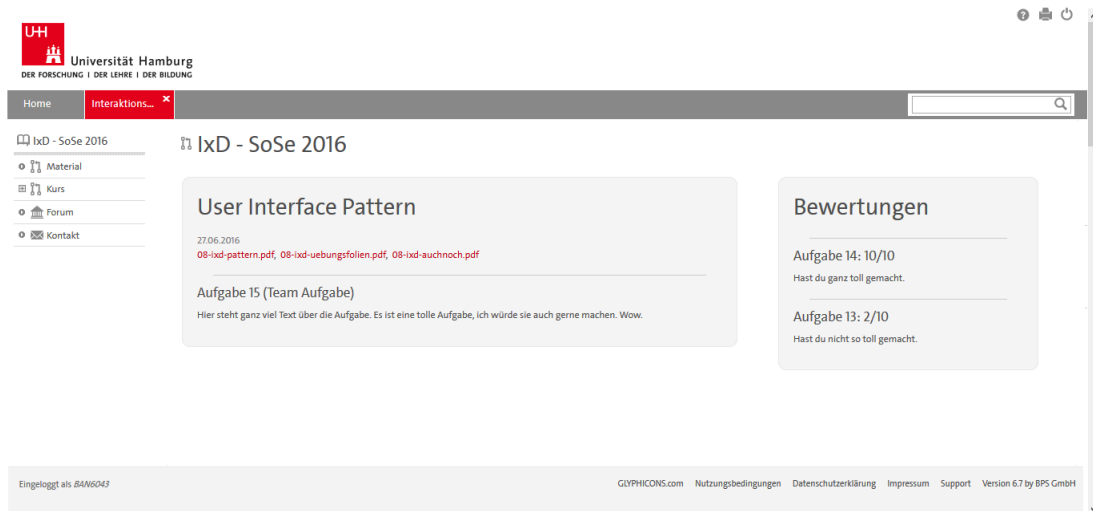 UH
Universität Hamburg
DER FORSCHUNG I DER LEHRE I DER BILDUNG
Home
Interaktions...
IxD - SoSe 2016
Material
Kurs
Forum
Kontakt
IxD - SoSe 2016
User Interface Pattern
27.06.2016
08-ixd-pattern.pdf, 08-ixd-uebungsfolien.pdf, 08-ixd-auchnoch.pdf
Aufgabe 15 (Team Aufgabe)
Hier steht ganz viel Text über die Aufgabe. Es ist eine tolle Aufgabe, ich würde sie auch gerne machen. Wow.
Bewertungen
Aufgabe 14: 10/10
Hast du ganz toll gemacht.
Aufgabe 13: 2/10
Hast du nicht so toll gemacht.
Eingeloggt als BAN6043
GLYPHICONS.com Nutzungsbedingungen Datenschutzerklärung Impressum Support Version 6.7 by BPS GmbH